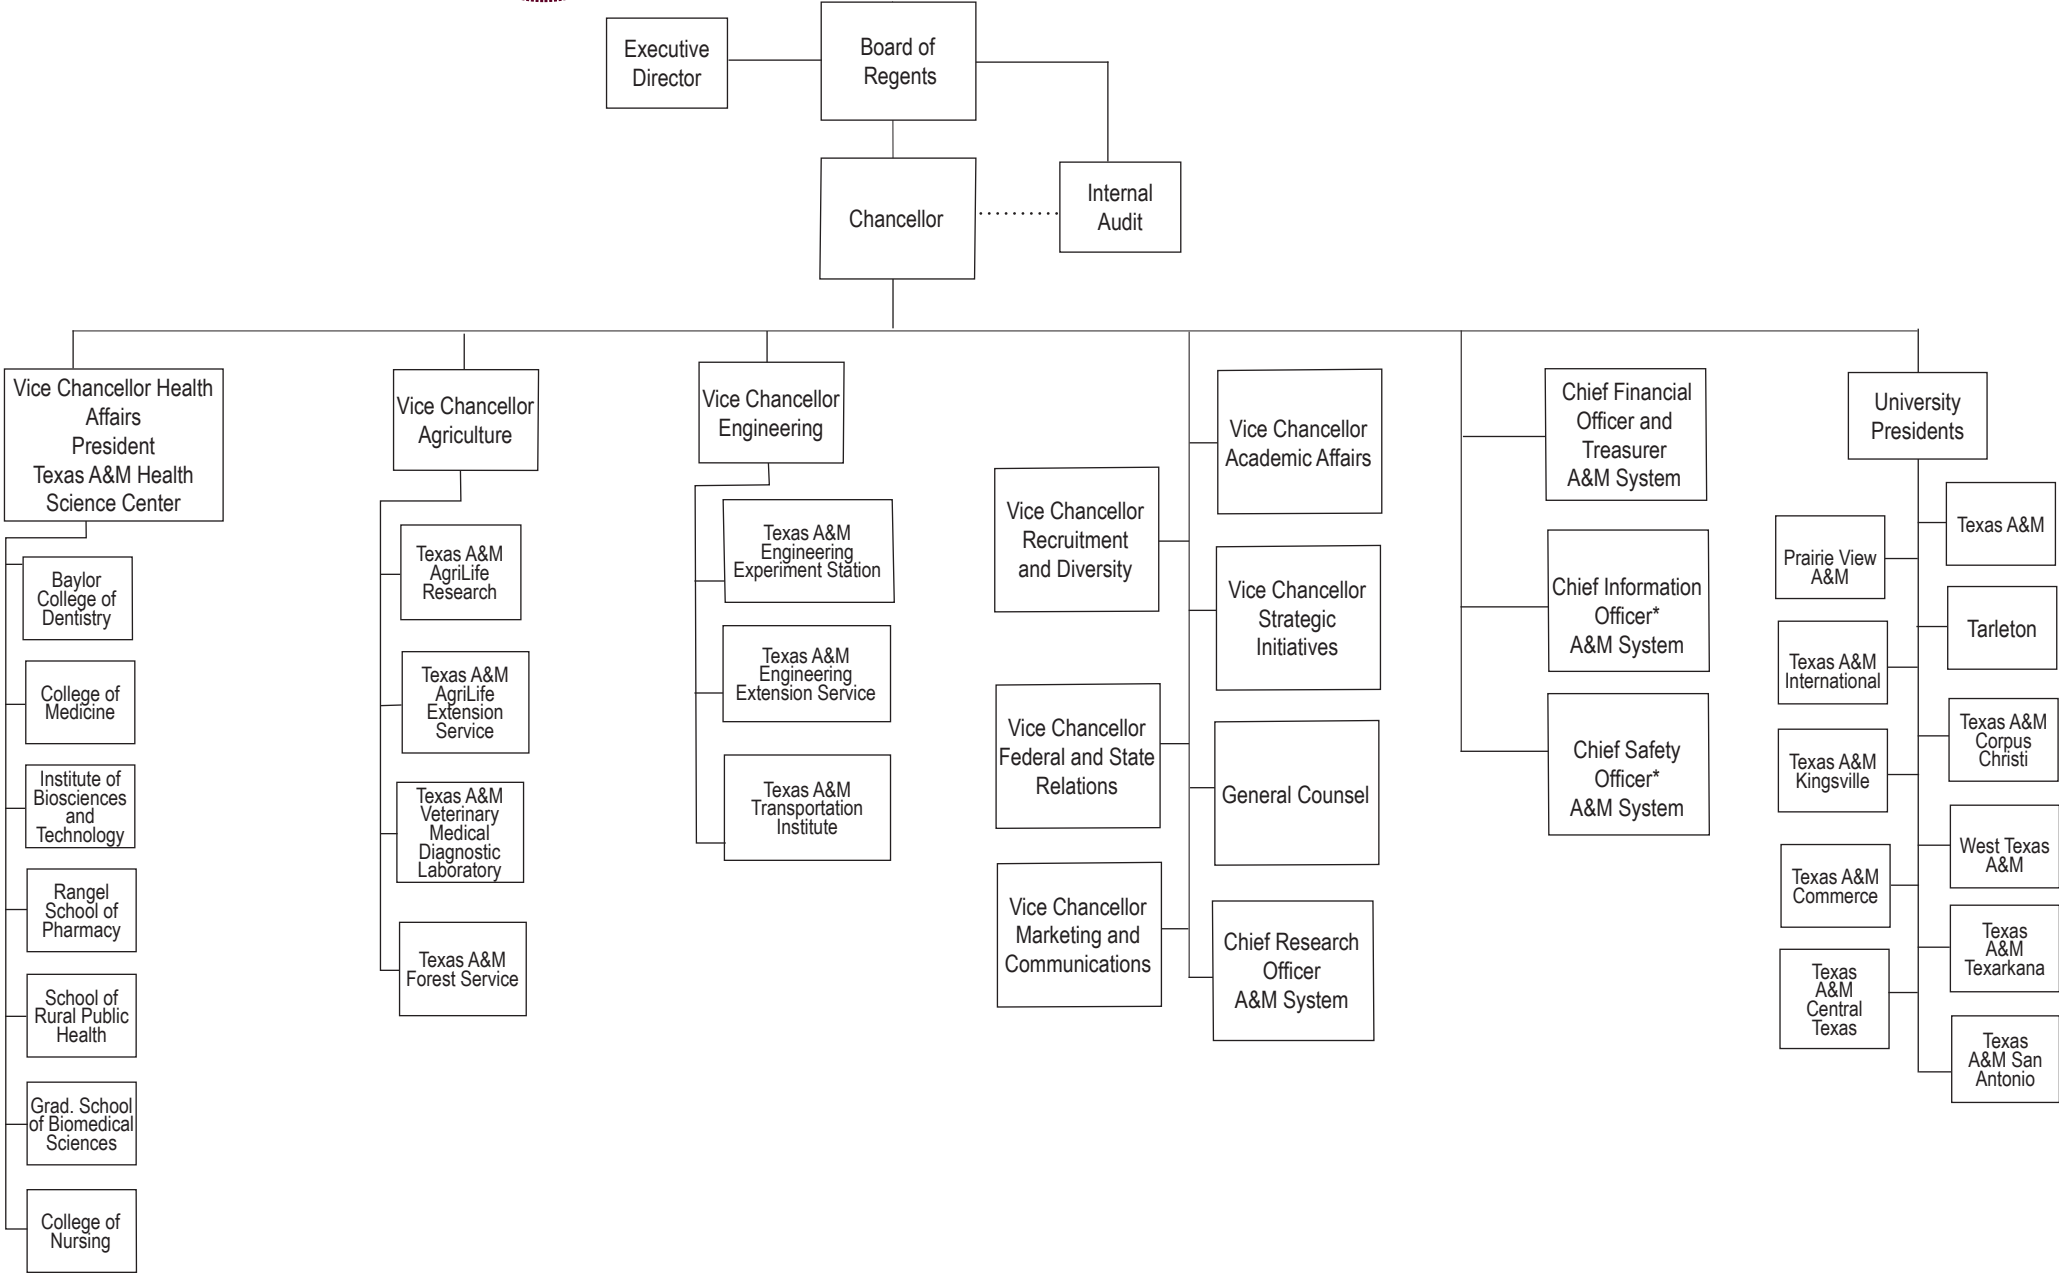 Executive
Director
Board of
Regents
Chancellor
Internal
Audit
Vice Chancellor Health
Affairs
President
Texas A&M Health
Science Center
Baylor
College of
Dentistry
College of
Medicine
Institute of
Biosciences
and
Technology
Rangel
School of
Pharmacy
School of
Rural Public
Health
Grad. School
of Biomedical
Sciences
College of
Nursing
Vice Chancellor
Agriculture
Texas A&M
AgriLife
Research
Texas A&M
AgriLife
Extension
Service
Texas A&M
Veterinary
Medical
Diagnostic
Laboratory
Texas A&M
Forest Service
Vice Chancellor
Engineering
Texas A&M
Engineering
Experiment Station
Texas A&M
Engineering
Extension Service
Texas A&M
Transportation
Institute
Vice Chancellor
Recruitment
and Diversity
Vice Chancellor
Federal and State
Relations
Vice Chancellor
Marketing and
Communications
Vice Chancellor
Academic Affairs
Vice Chancellor
Strategic
Initiatives
General Counsel
Chief Research
Officer
A&M System
Chief Financial
Officer and
Treasurer
A&M System
Chief Information
Officer*
A&M System
Chief Safety
Officer*
A&M System
University
Presidents
Prairie View
A&M
Texas A&M
International
Texas A&M
Kingsville
Texas A&M
Commerce
Texas
A&M
Central
Texas
Texas A&M
Tarleton
Texas A&M
Corpus
Christi
West Texas
A&M
Texas
A&M
Texarkana
Texas
A&M San
Antonio